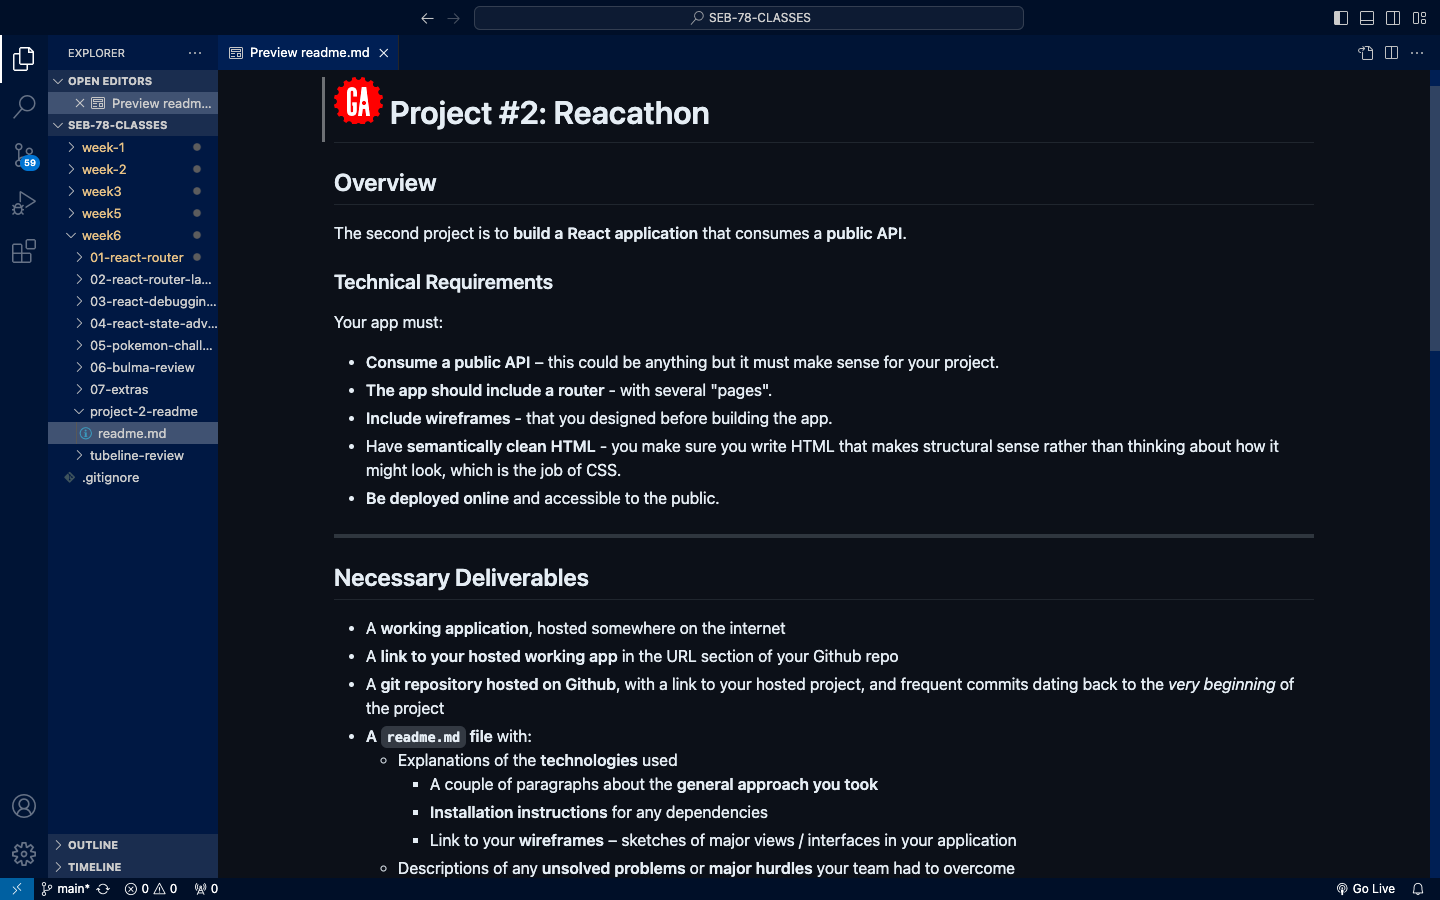 SEB-78-CLASSES
EXPLORER
Preview readme.md
OPEN EDITORS
Preview readm...
SEB-78-CLASSES
week-1
week-2
week3
week5
week6
01-react-router
02-react-router-la...
03-react-debuggin...
04-react-state-adv...
05-pokemon-chall...
06-bulma-review
07-extras
project-2-readme
readme.md
tubeline-review
.gitignore
OUTLINE
TIMELINE
59
GA Project #2: Reacathon
Overview
The second project is to build a React application that consumes a public API.
Technical Requirements
Your app must:
• Consume a public API – this could be anything but it must make sense for your project.
• The app should include a router - with several "pages".
• Include wireframes - that you designed before building the app.
• Have semantically clean HTML - you make sure you write HTML that makes structural sense rather than thinking about how it
might look, which is the job of CSS.
• Be deployed online and accessible to the public.
Necessary Deliverables
• A working application, hosted somewhere on the internet
• A link to your hosted working app in the URL section of your Github repo
• A git repository hosted on Github, with a link to your hosted project, and frequent commits dating back to the very beginning of
the project
• A readme.md file with:
◦ Explanations of the technologies used
▪ A couple of paragraphs about the general approach you took
▪ Installation instructions for any dependencies
▪ Link to your wireframes – sketches of major views / interfaces in your application
◦ Descriptions of any unsolved problems or major hurdles your team had to overcome
main* 0 0 0 Go Live